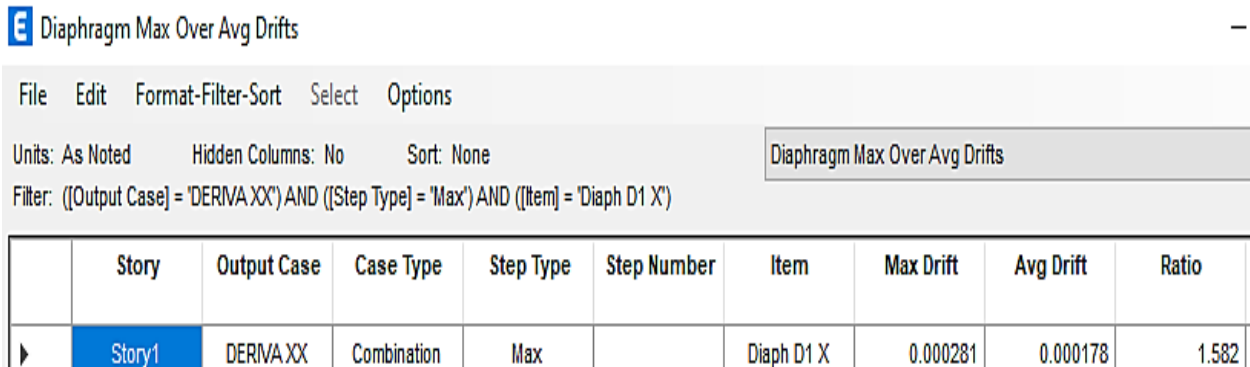 E Diaphragm Max Over Avg Drifts
File Edit Format-Filter-Sort Select Options
Units: As Noted Hidden Columns: No Sort: None Diaphragm Max Over Avg Drifts
Filter: ([Output Case] = 'DERIVA XX') AND ([Step Type] = 'Max') AND ([Item] = 'Diaph D1 X')
Story Output Case Case Type Step Type Step Number Item Max Drift Avg Drift Ratio
Story1 DERIVA XX Combination Max Diaph D1 X 0.000281 0.000178 1.582